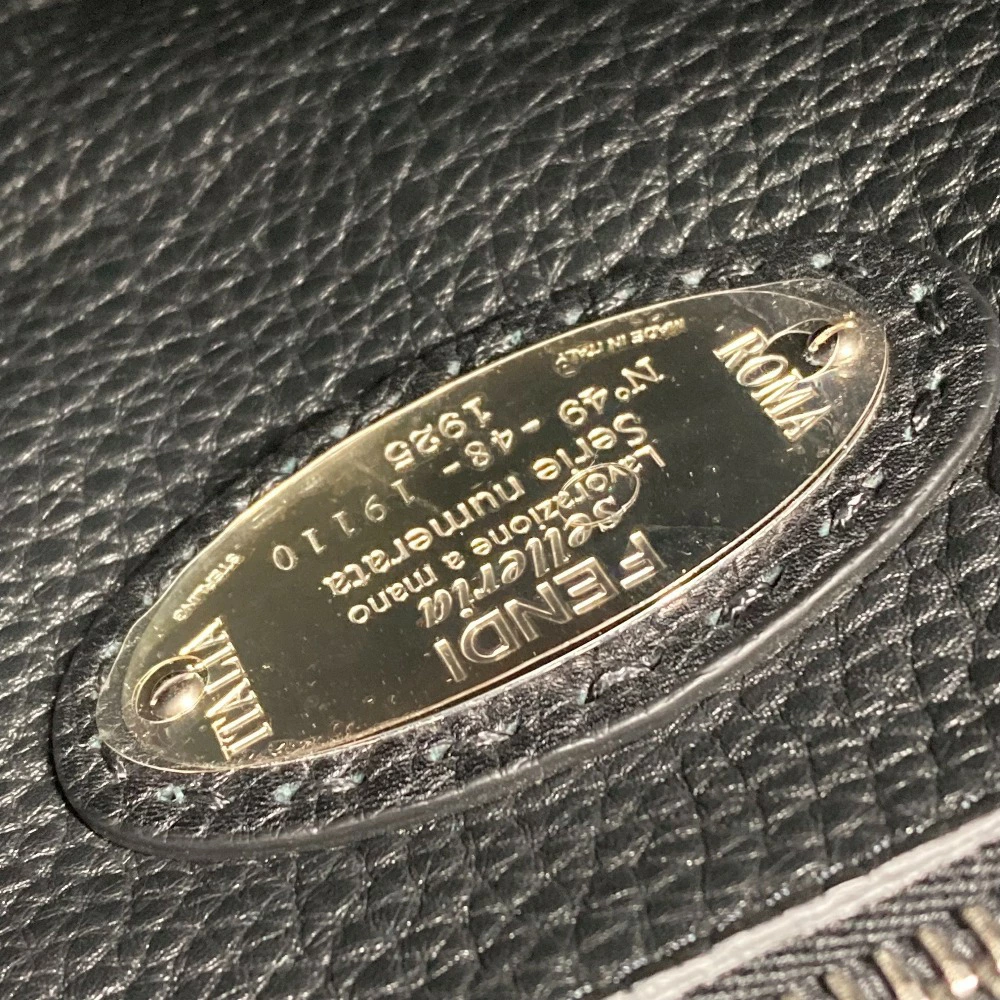 FENDI
Selleria
Lavorazione a mano
Serie numerata
N° 49 - 48 - 19110
1925
ROMA
ITALIA
MADE IN ITALY
STERLING